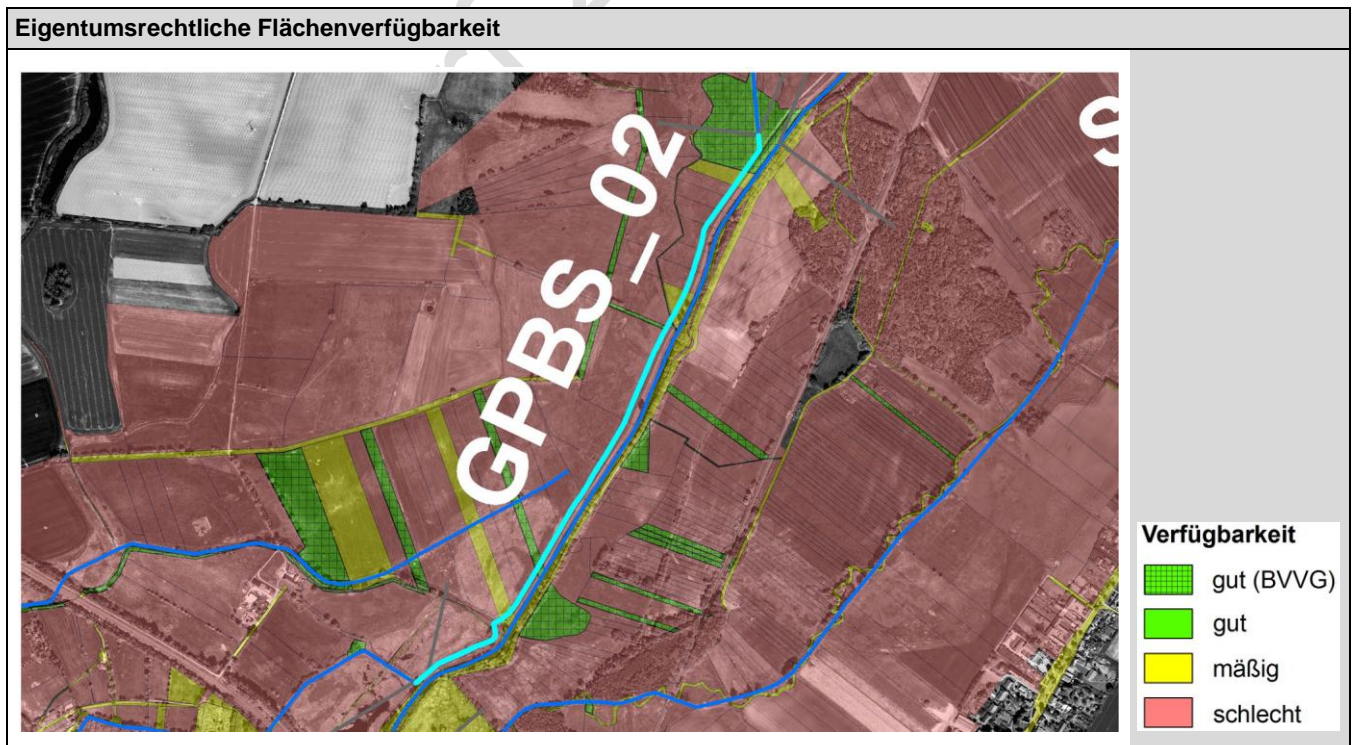 Eigentumsrechtliche Flächenverfügbarkeit
GPBS_02
S
Verfügbarkeit
gut (BVVG)
gut
mäßig
schlecht